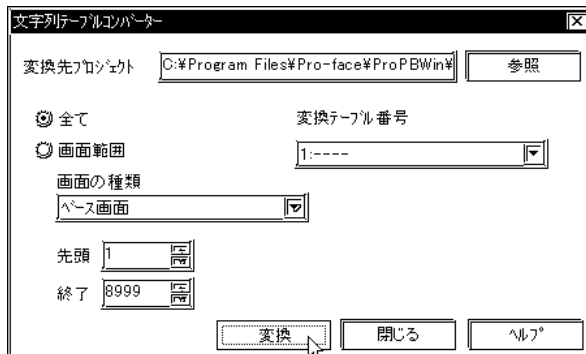 文字列テーブルコンバーター
変換先プロジェクト C:¥Program Files¥Pro-face¥ProPBWin¥ 参照
全て 変換テーブル番号
画面範囲 1:----
画面の種類
ベース画面
先頭 1
終了 8999
変換 閉じる ヘルプ